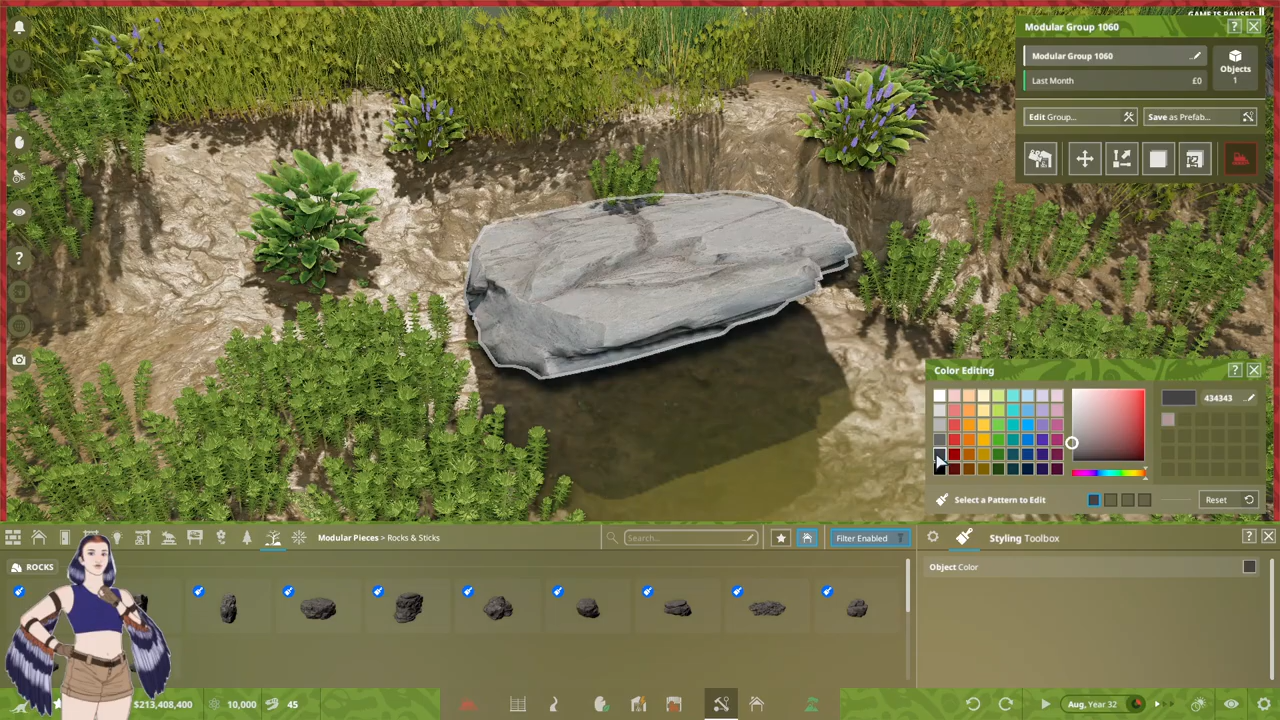 GAME IS PAUSED
Modular Group 1060
Modular Group 1060
Last Month £0
Objects
1
Edit Group...
Save as Prefab...
Color Editing
434343
Select a Pattern to Edit
Reset
Modular Pieces > Rocks & Sticks
Search...
Filter Enabled
Styling Toolbox
ROCKS
Object Color
$213,408,400
10,000
45
Aug, Year 32